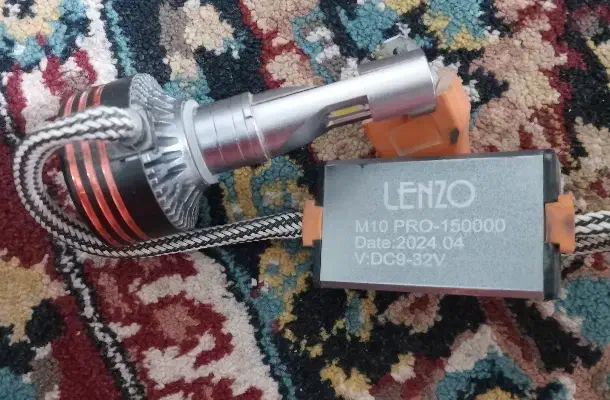 LENZO
M10 PRO-150000
Date:2024.04
V:DC9-32V